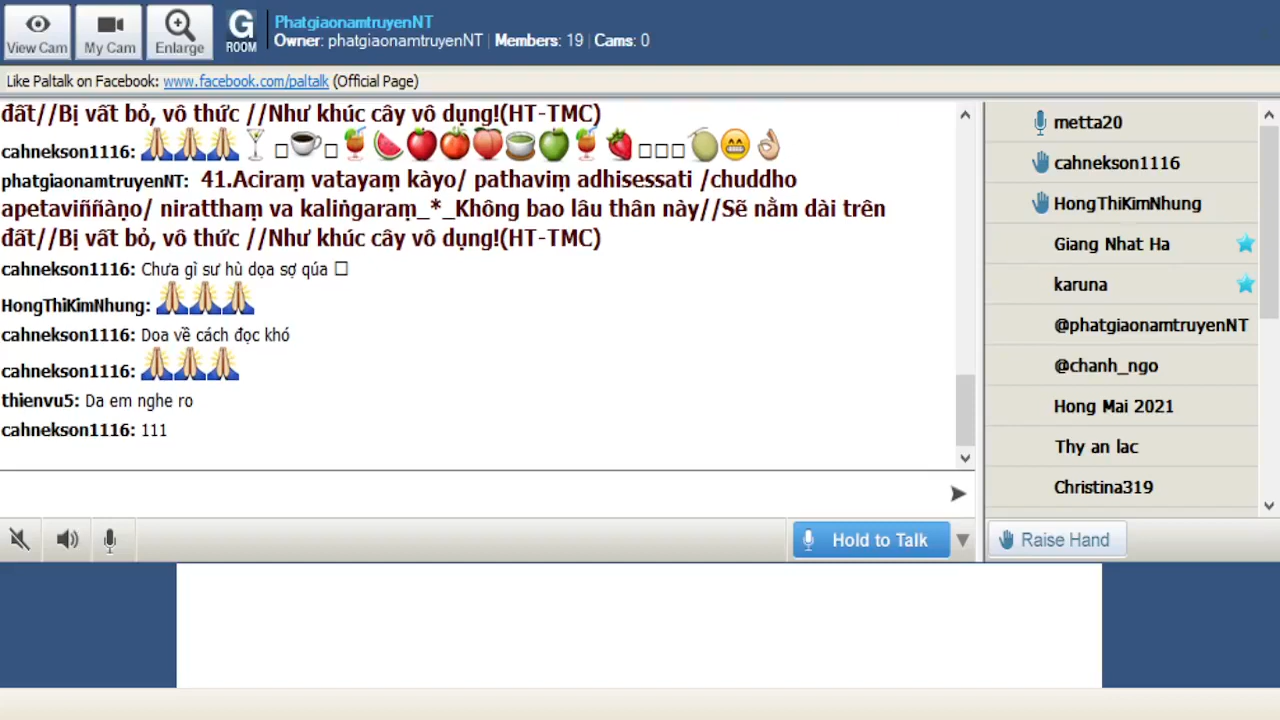 PhatgiaonamtruyenNT
Owner: phatgiaonamtruyenNT | Members: 19 | Cams: 0
View Cam
My Cam
Enlarge
G
ROOM
Like Paltalk on Facebook: www.facebook.com/paltalk (Official Page)
đất//Bị vất bỏ, vô thức //Như khúc cây vô dụng!(HT-TMC)
cahnekson1116:
phatgiaonamtruyenNT: 41.Aciraṃ vatayaṃ kàyo/ pathaviṃ adhisessati /chuddho
apetaviññàṇo/ niratthaṃ va kaliṅgaraṃ_*_Không bao lâu thân này//Sẽ nằm dài trên
đất//Bị vất bỏ, vô thức //Như khúc cây vô dụng!(HT-TMC)
cahnekson1116: Chưa gì sư hù dọa sợ qúa
HongThiKimNhung:
cahnekson1116: Doa về cách đọc khó
cahnekson1116:
thienvu5: Da em nghe ro
cahnekson1116: 111
metta20
cahnekson1116
HongThiKimNhung
Giang Nhat Ha
karuna
@phatgiaonamtruyenNT
@chanh_ngo
Hong Mai 2021
Thy an lac
Christina319
Hold to Talk
Raise Hand